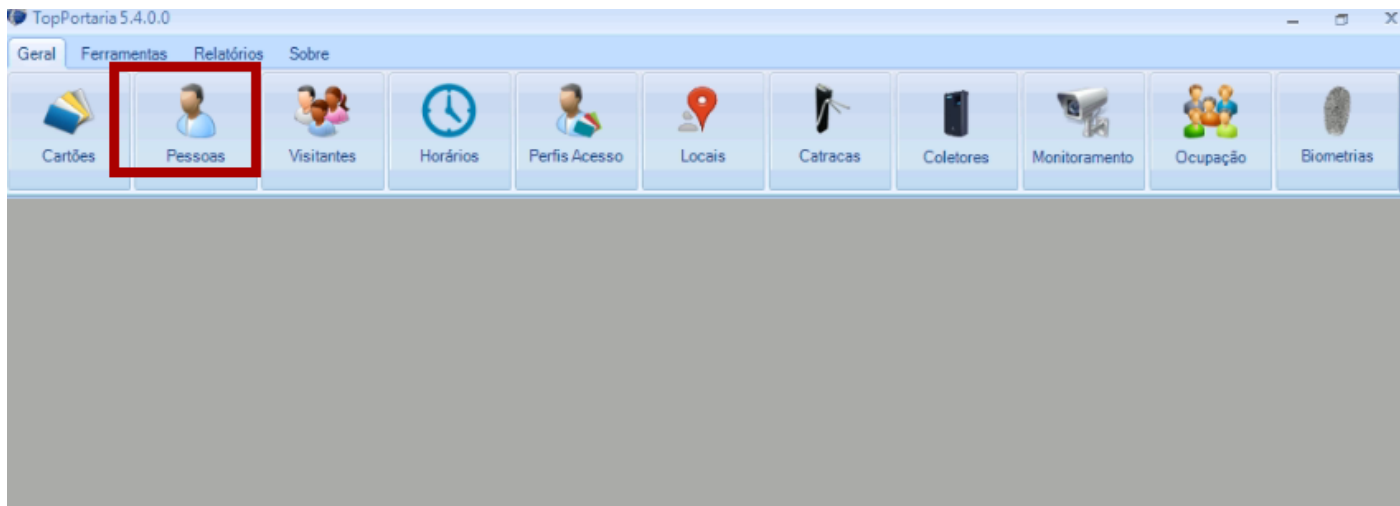 TopPortaria 5.4.0.0
Geral Ferramentas Relatórios Sobre
Cartões Pessoas Visitantes Horários Perfis Acesso Locais Catracas Coletores Monitoramento Ocupação Biometrias